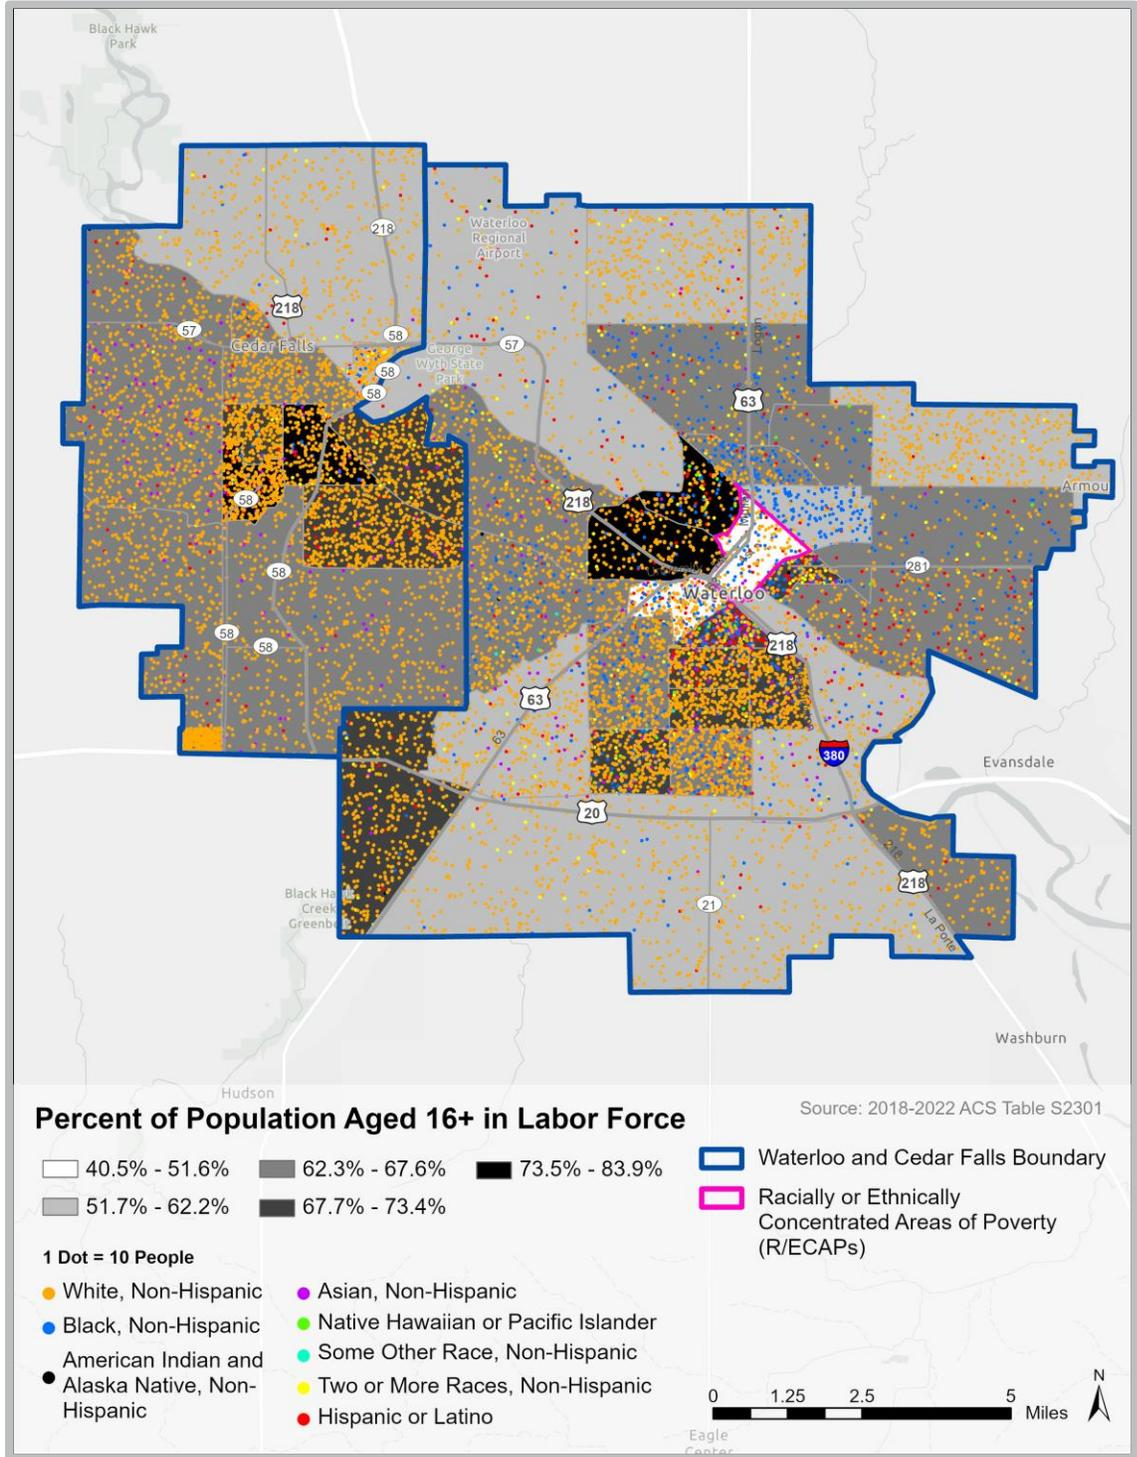 Black Hawk
Park
218
Waterloo
Regional
Airport
218
57
Cedar Falls
58
57
George
Wyth State
Park
58
58
Logan
63
58
218
Armou
58
281
Waterloo
58
58
218
63
63
380
Evansdale
20
218
218
21
La Porte
Black Ha k
Creek
Greenbe
Washburn
Hudson
Percent of Population Aged 16+ in Labor Force
Source: 2018-2022 ACS Table S2301
40.5% - 51.6%
62.3% - 67.6%
73.5% - 83.9%
51.7% - 62.2%
67.7% - 73.4%
Waterloo and Cedar Falls Boundary
Racially or Ethnically
Concentrated Areas of Poverty
(R/ECAPs)
1 Dot = 10 People
White, Non-Hispanic
Black, Non-Hispanic
American Indian and
Alaska Native, Non-
Hispanic
Asian, Non-Hispanic
Native Hawaiian or Pacific Islander
Some Other Race, Non-Hispanic
Two or More Races, Non-Hispanic
Hispanic or Latino
N
0 1.25 2.5 5
Miles
Eagle
Center